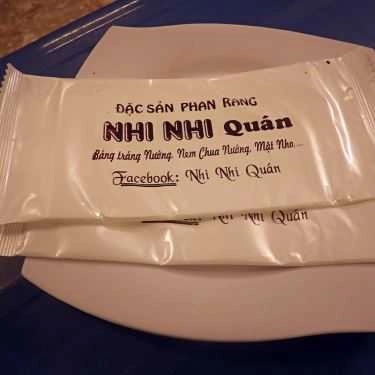 ĐẶC SẢN PHAN RANG
NHI NHI Quán
Bánh tráng Nướng, Nem Chua Nướng, Mật Nho...
Facebook: Nhi Nhi Quán
Nhi Nhi Quán